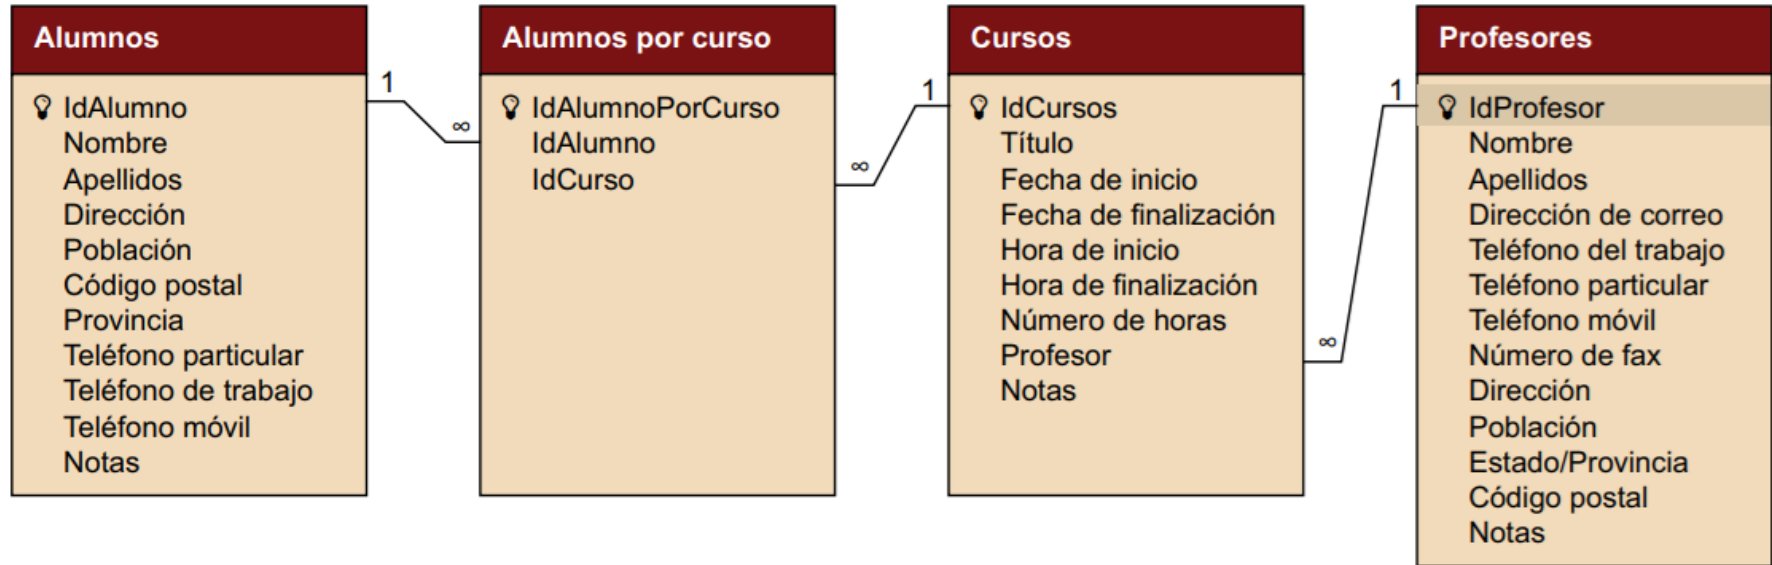 Alumnos
IdAlumno
Nombre
Apellidos
Dirección
Población
Código postal
Provincia
Teléfono particular
Teléfono de trabajo
Teléfono móvil
Notas
1
∞
Alumnos por curso
IdAlumnoPorCurso
IdAlumno
IdCurso
∞
1
Cursos
IdCursos
Título
Fecha de inicio
Fecha de finalización
Hora de inicio
Hora de finalización
Número de horas
Profesor
Notas
∞
1
Profesores
IdProfesor
Nombre
Apellidos
Dirección de correo
Teléfono del trabajo
Teléfono particular
Teléfono móvil
Número de fax
Dirección
Población
Estado/Provincia
Código postal
Notas